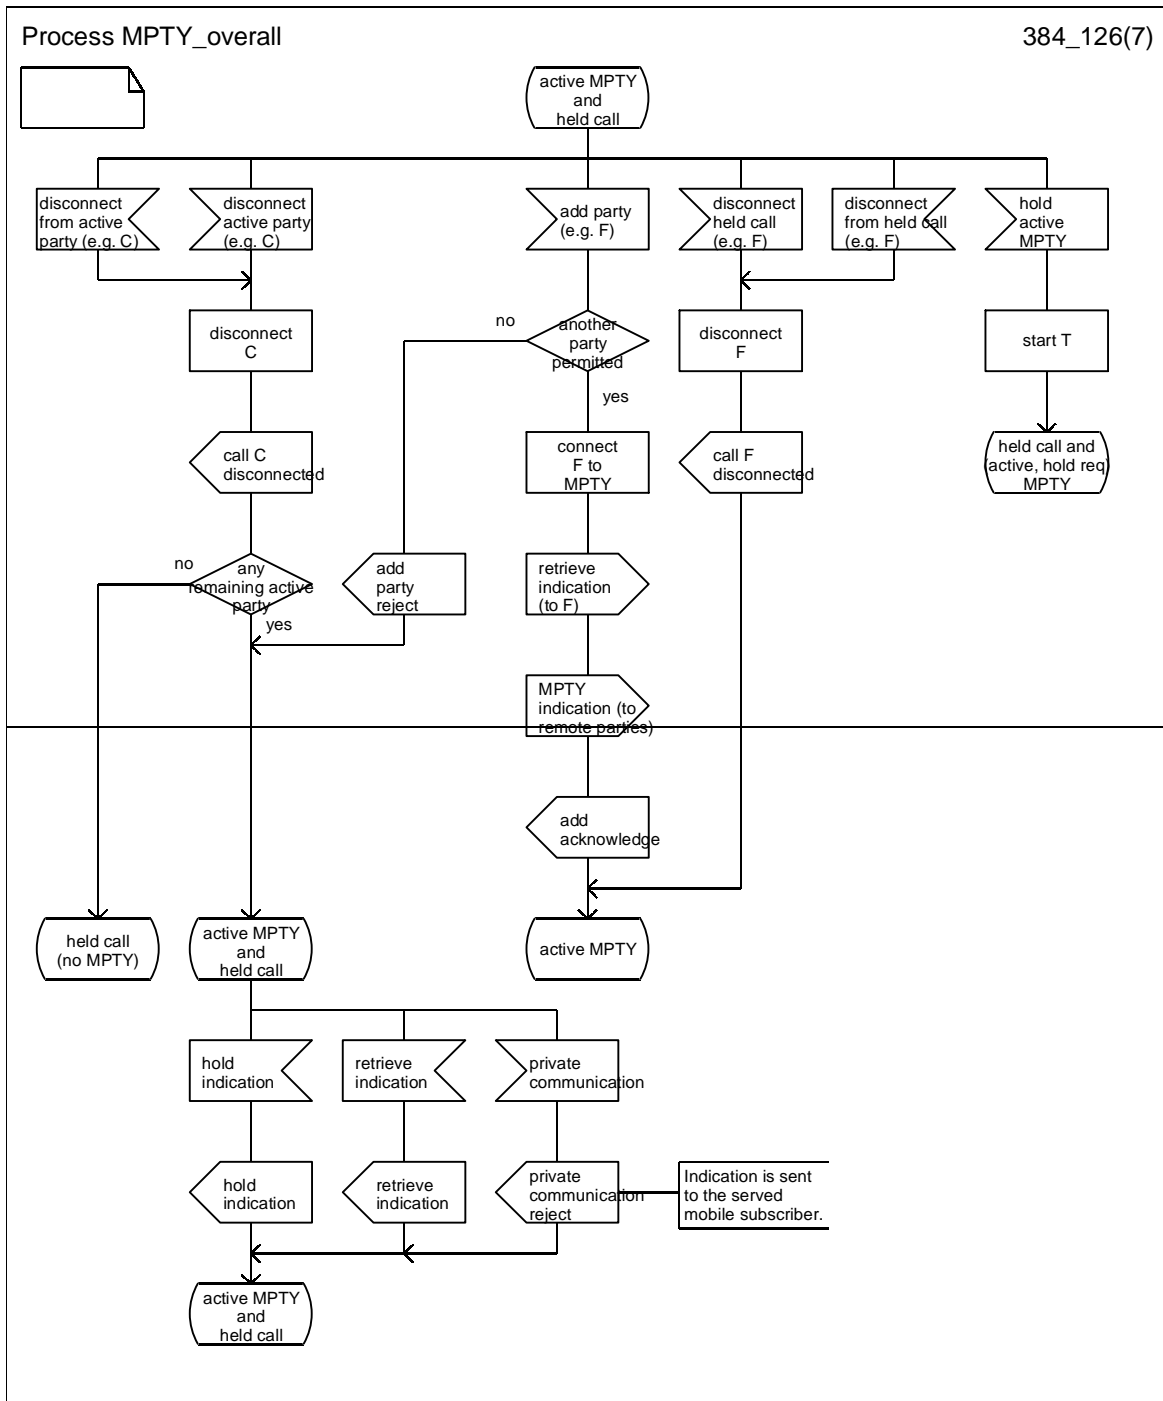 Process MPTY_overall
384_126(7)
active MPTY
and
held call
disconnect
from active
party (e.g. C)
disconnect
active party
(e.g. C)
add party
(e.g. F)
disconnect
held call
(e.g. F)
disconnect
from held call
(e.g. F)
hold
active
MPTY
disconnect
C
no
another
party
permitted
yes
disconnect
F
start T
call C
disconnected
connect
F to
MPTY
call F
disconnected
held call and
(active, hold req)
MPTY
no
any
remaining active
party
yes
add
party
reject
retrieve
indication
(to F)
MPTY
indication (to
remote parties)
add
acknowledge
held call
(no MPTY)
active MPTY
and
held call
active MPTY
hold
indication
retrieve
indication
private
communication
hold
indication
retrieve
indication
private
communication
reject
Indication is sent
to the served
mobile subscriber.
active MPTY
and
held call